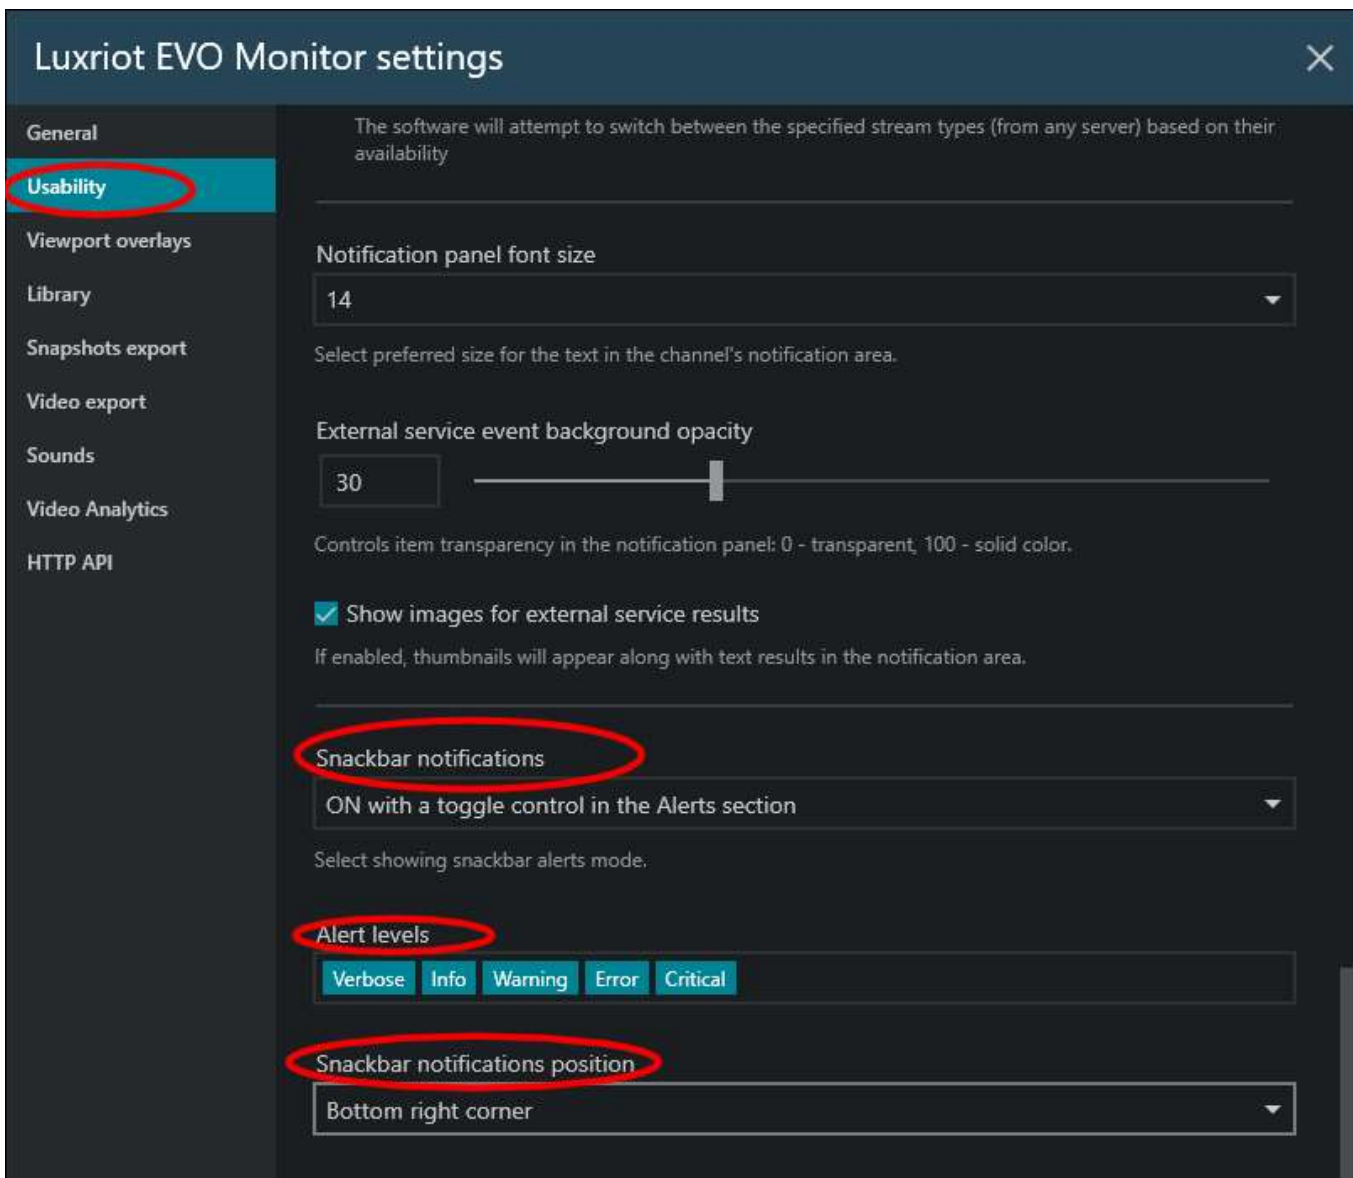 Luxriot EVO Monitor settings
General
Usability
Viewport overlays
Library
Snapshots export
Video export
Sounds
Video Analytics
HTTP API
The software will attempt to switch between the specified stream types (from any server) based on their
availability
Notification panel font size
14
Select preferred size for the text in the channel's notification area.
External service event background opacity
30
Controls item transparency in the notification panel: 0 - transparent, 100 - solid color.
Show images for external service results
If enabled, thumbnails will appear along with text results in the notification area.
Snackbar notifications
ON with a toggle control in the Alerts section
Select showing snackbar alerts mode.
Alert levels
Verbose Info Warning Error Critical
Snackbar notifications position
Bottom right corner